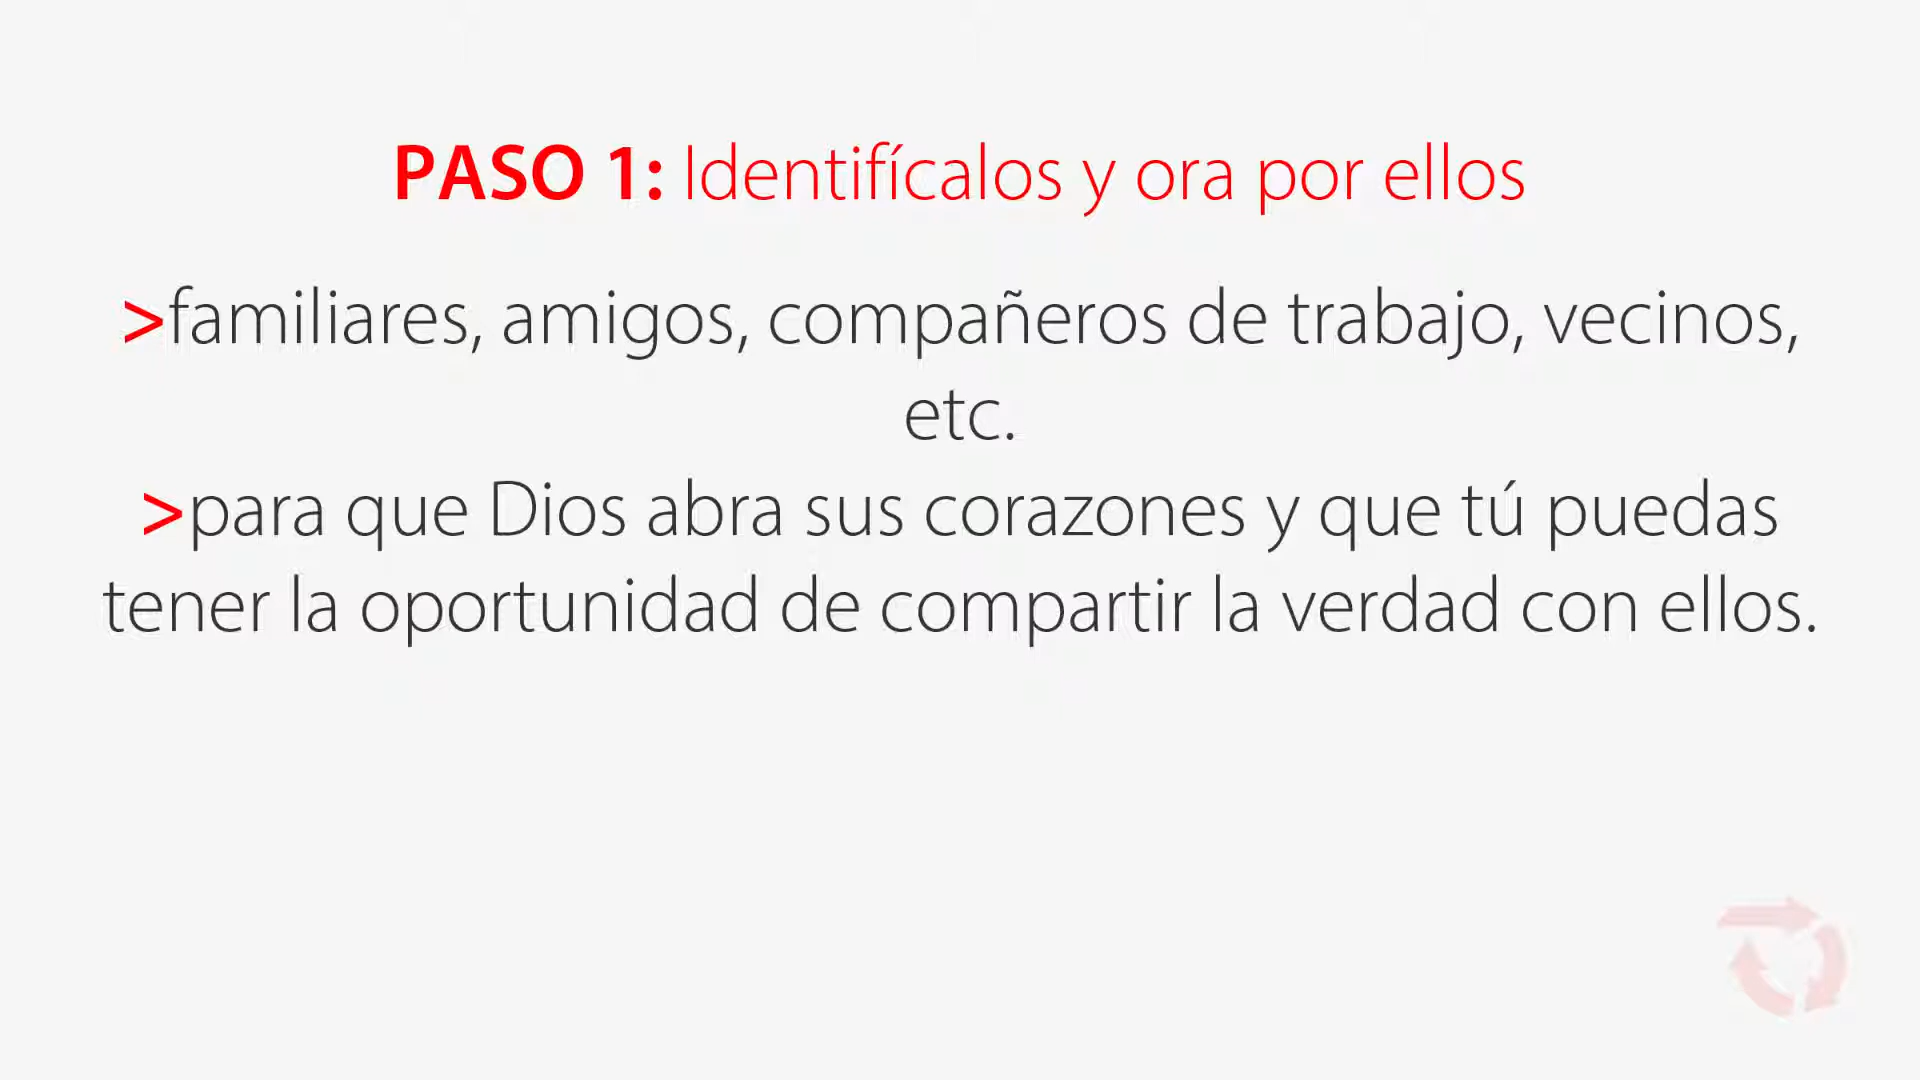 PASO 1: Identifícalos y ora por ellos
>familiares, amigos, compañeros de trabajo, vecinos,
etc.
>para que Dios abra sus corazones y que tú puedas
tener la oportunidad de compartir la verdad con ellos.